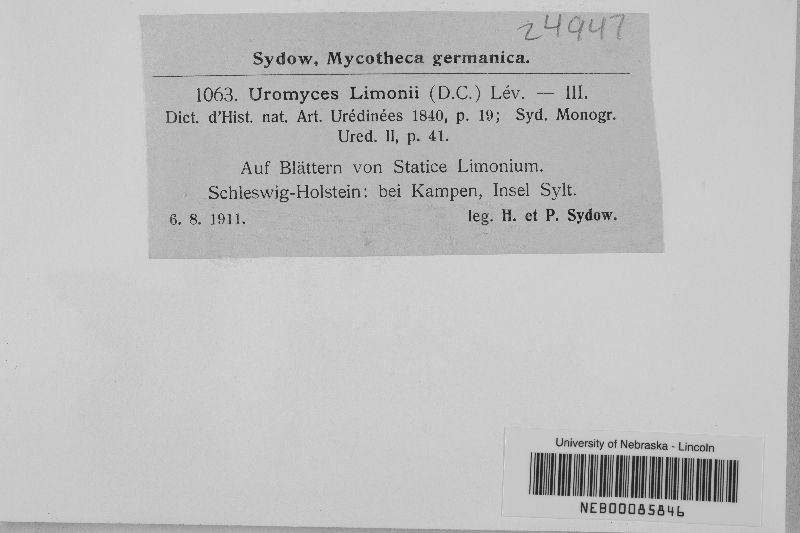 24947
Sydow, Mycotheca germanica.
1063. Uromyces Limonii (D.C.) Lév. — III.
Dict. d'Hist. nat. Art. Urédinées 1840, p. 19; Syd. Monogr.
Ured. II, p. 41.
Auf Blättern von Statice Limonium.
Schleswig-Holstein: bei Kampen, Insel Sylt.
6. 8. 1911. leg. H. et P. Sydow.
University of Nebraska - Lincoln
NEB00085846